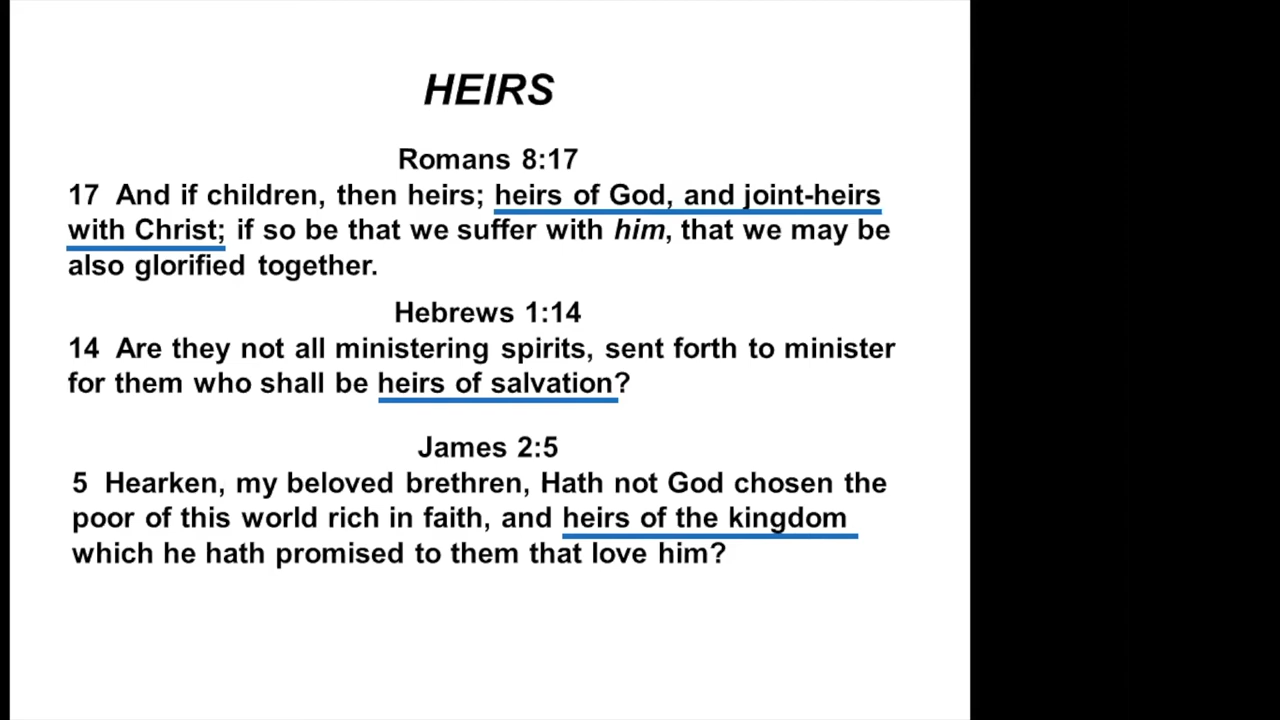 HEIRS
Romans 8:17
17 And if children, then heirs; heirs of God, and joint-heirs
with Christ; if so be that we suffer with him, that we may be
also glorified together.
Hebrews 1:14
14 Are they not all ministering spirits, sent forth to minister
for them who shall be heirs of salvation?
James 2:5
5 Hearken, my beloved brethren, Hath not God chosen the
poor of this world rich in faith, and heirs of the kingdom
which he hath promised to them that love him?